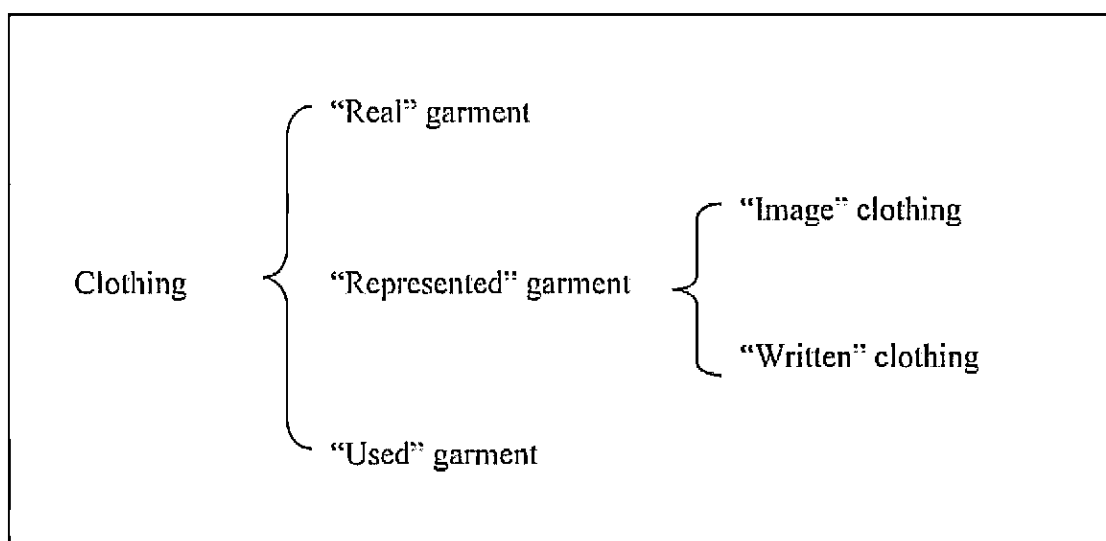 “Real” garment
“Image” clothing
Clothing
“Represented” garment
“Written” clothing
“Used” garment